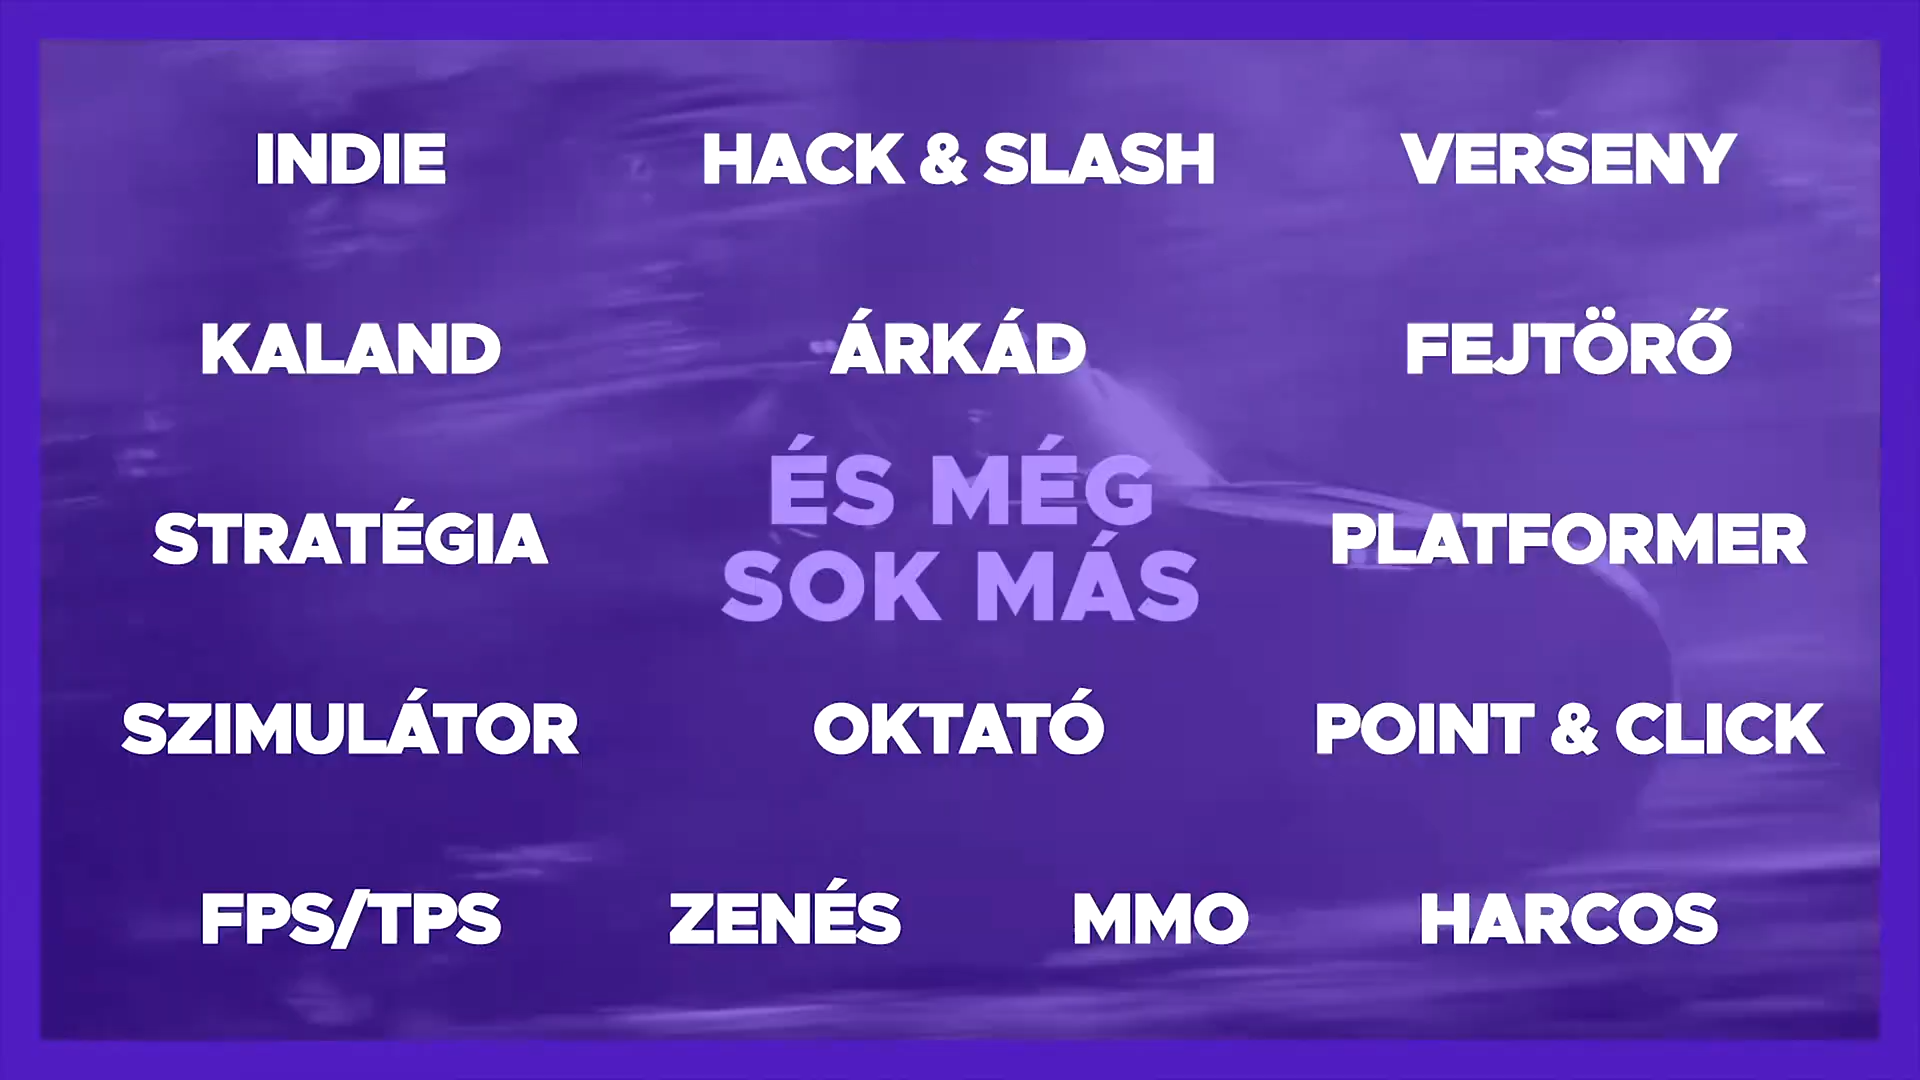 INDIE
HACK & SLASH
VERSENY
KALAND
ÁRKÁD
FEJTÖRŐ
STRATÉGIA
ÉS MÉG
SOK MÁS
PLATFORMER
SZIMULÁTOR
OKTATÓ
POINT & CLICK
FPS/TPS
ZENÉS
MMO
HARCOS